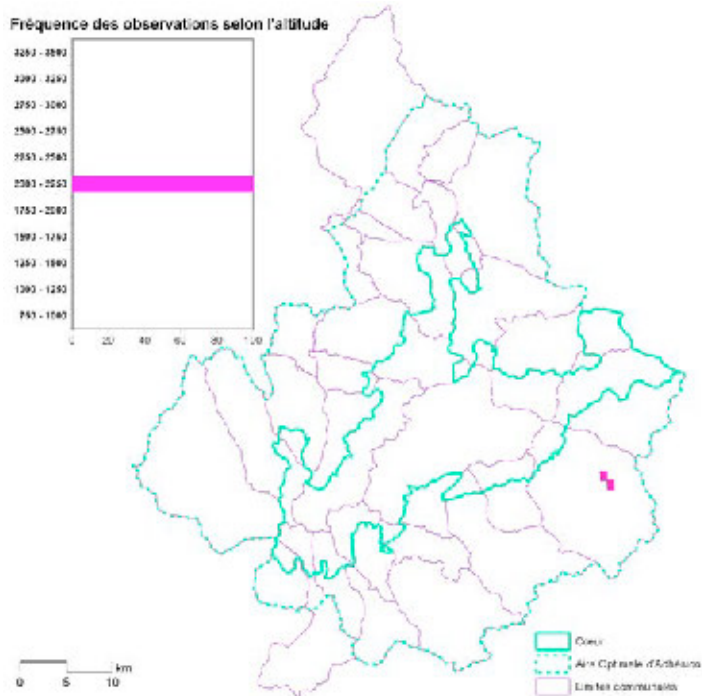 Fréquence des observations selon l'altitude
3250 - 3500
3000 - 3250
2750 - 3000
2500 - 2750
2250 - 2500
2000 - 2250
1750 - 2000
1500 - 1750
1250 - 1500
1000 - 1250
750 - 1000
0 20 40 60 80 100
Cœur
Aire Optimale d'Adhésion
Limites communales
0 5 10 km